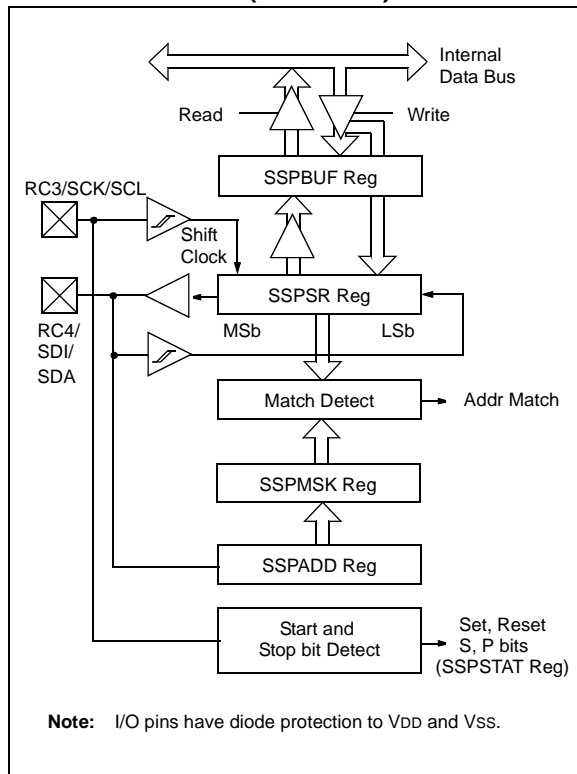 Internal
Data Bus
Read
Write
SSPBUF Reg
RC3/SCK/SCL
Shift
Clock
SSPSR Reg
MSb
LSb
RC4/
SDI/
SDA
Match Detect
Addr Match
SSPMSK Reg
SSPADD Reg
Start and
Stop bit Detect
Set, Reset
S, P bits
(SSPSTAT Reg)
Note: I/O pins have diode protection to VDD and VSS.